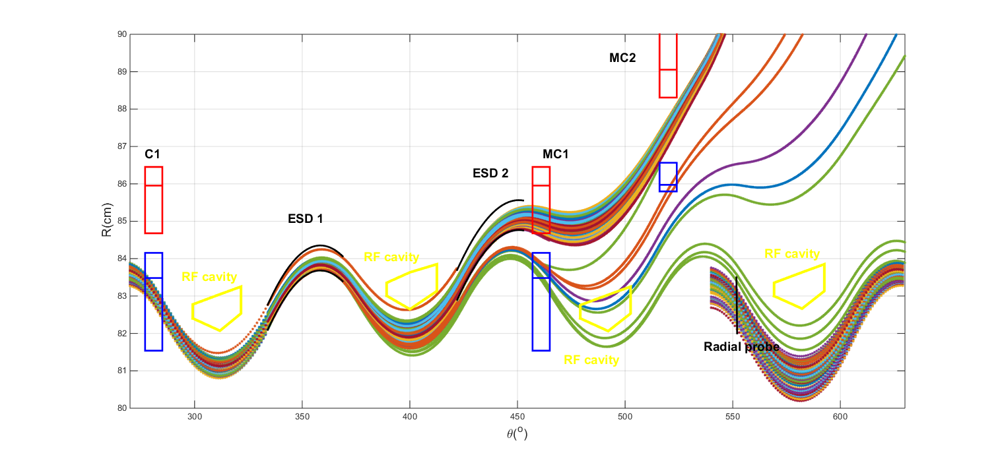 90
89
88
87
86
85
84
83
82
81
80
R(cm)
300
350
400
450
500
550
600
θ(o)
MC2
C1
MC1
ESD 2
ESD 1
RF cavity
RF cavity
RF cavity
RF cavity
Radial probe